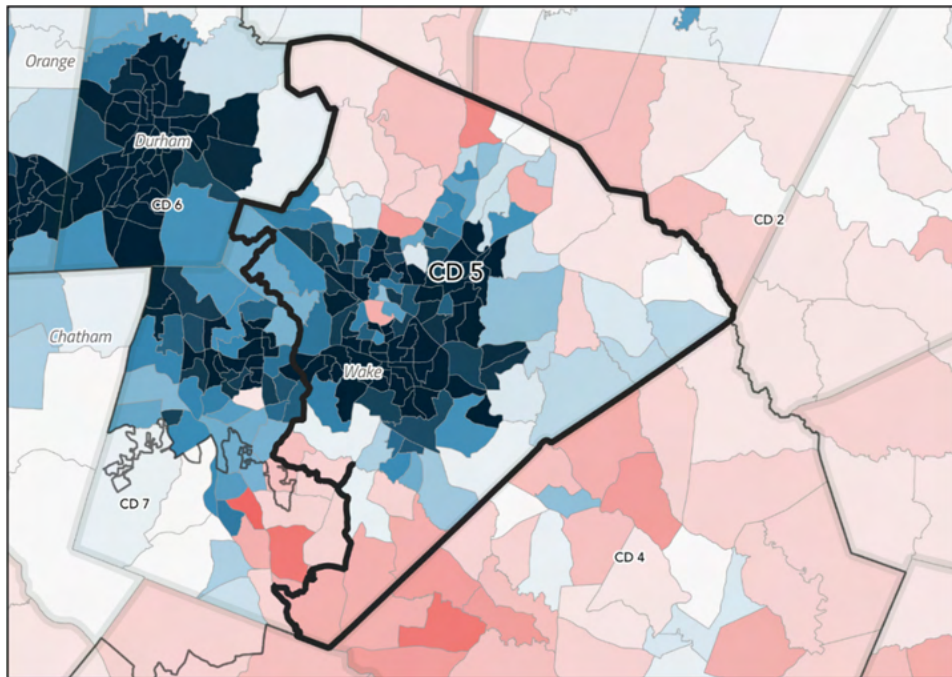 Orange
Durham
CD 6
CD 2
CD 5
Chatham
Wake
CD 7
CD 4